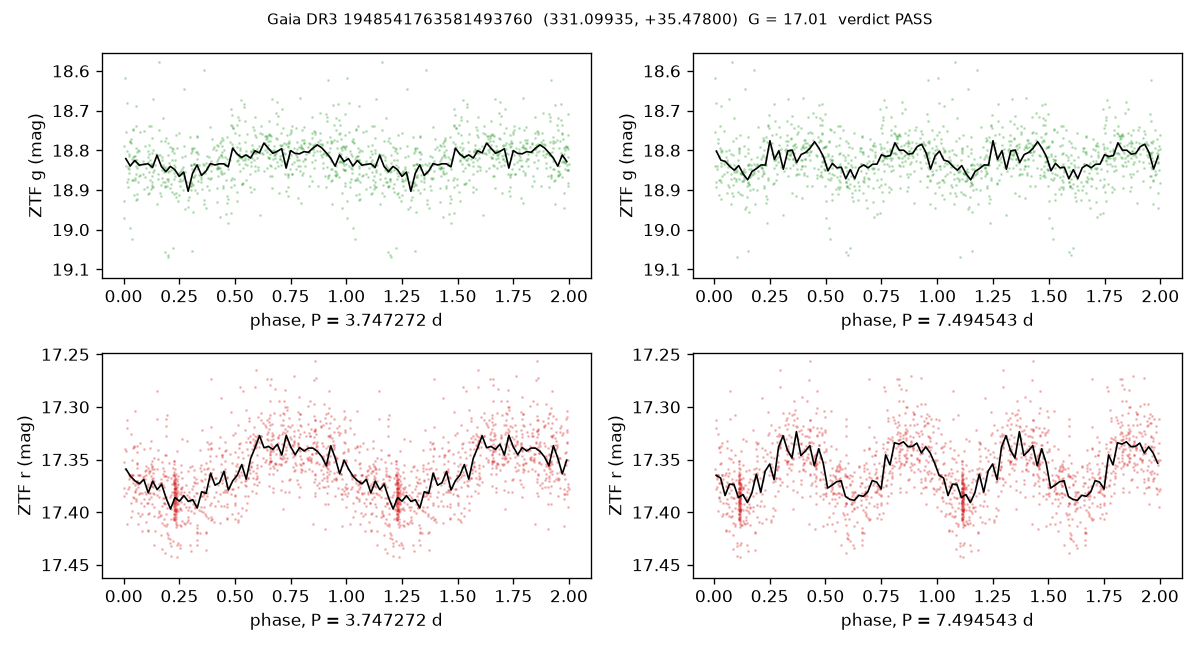 Gaia DR3 1948541763581493760 (331.09935, +35.47800) G = 17.01 verdict PASS
ZTF g (mag)
18.6
18.7
18.8
18.9
19.0
19.1
0.00 0.25 0.50 0.75 1.00 1.25 1.50 1.75 2.00
phase, P = 3.747272 d
ZTF g (mag)
18.6
18.7
18.8
18.9
19.0
19.1
0.00 0.25 0.50 0.75 1.00 1.25 1.50 1.75 2.00
phase, P = 7.494543 d
ZTF r (mag)
17.25
17.30
17.35
17.40
17.45
0.00 0.25 0.50 0.75 1.00 1.25 1.50 1.75 2.00
phase, P = 3.747272 d
ZTF r (mag)
17.25
17.30
17.35
17.40
17.45
0.00 0.25 0.50 0.75 1.00 1.25 1.50 1.75 2.00
phase, P = 7.494543 d